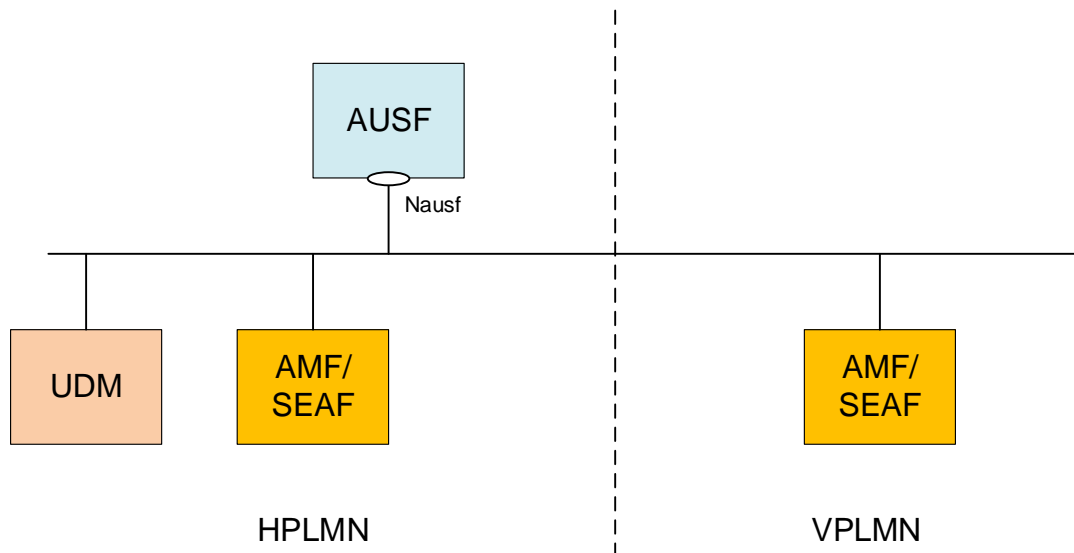 AUSF
Nausf
UDM
AMF/
SEAF
AMF/
SEAF
HPLMN
VPLMN